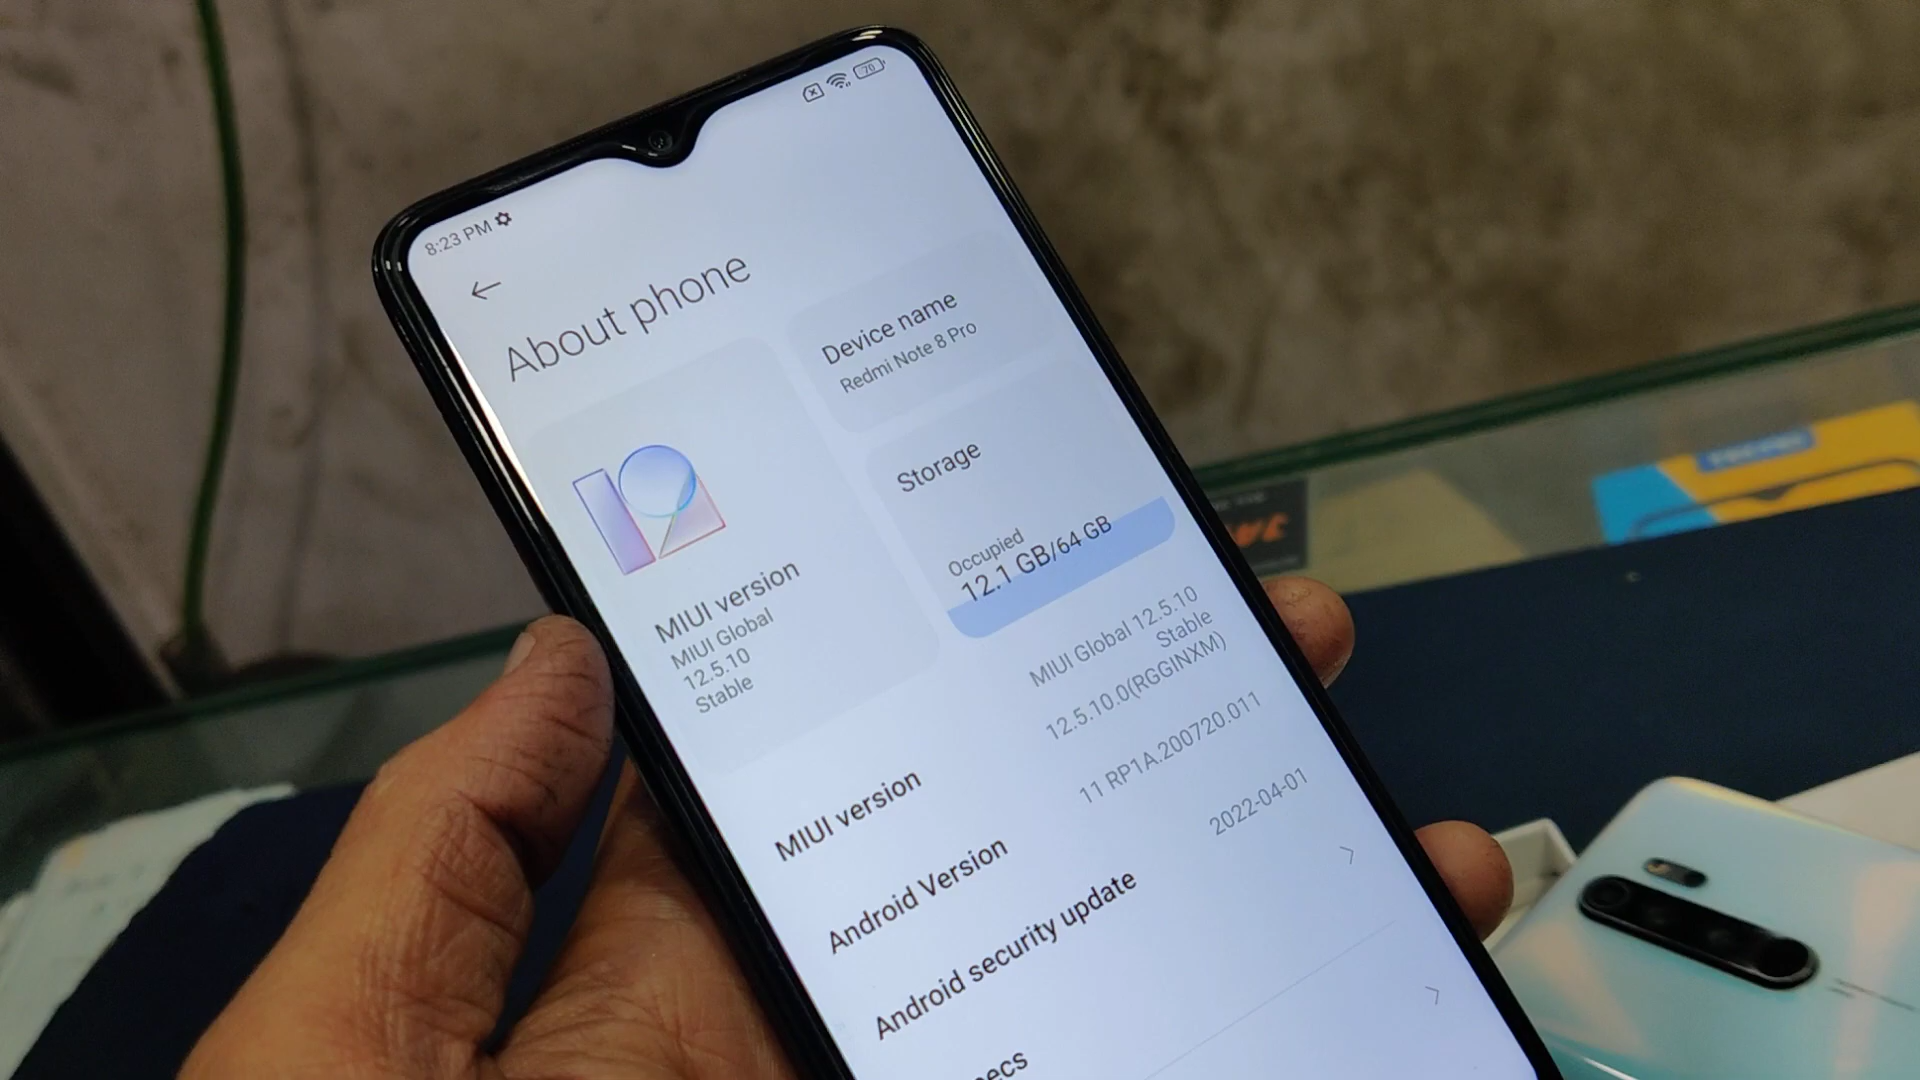 8:23 PM
70
About phone
Device name
Redmi Note 8 Pro
Storage
Occupied
12.1 GB/64 GB
MIUI version
MIUI Global
12.5.10
Stable
MIUI version
MIUI Global 12.5.10
Stable
12.5.10.0(RGGINXM)
Android Version
11 RP1A.200720.011
Android security update
2022-04-01
TECNO